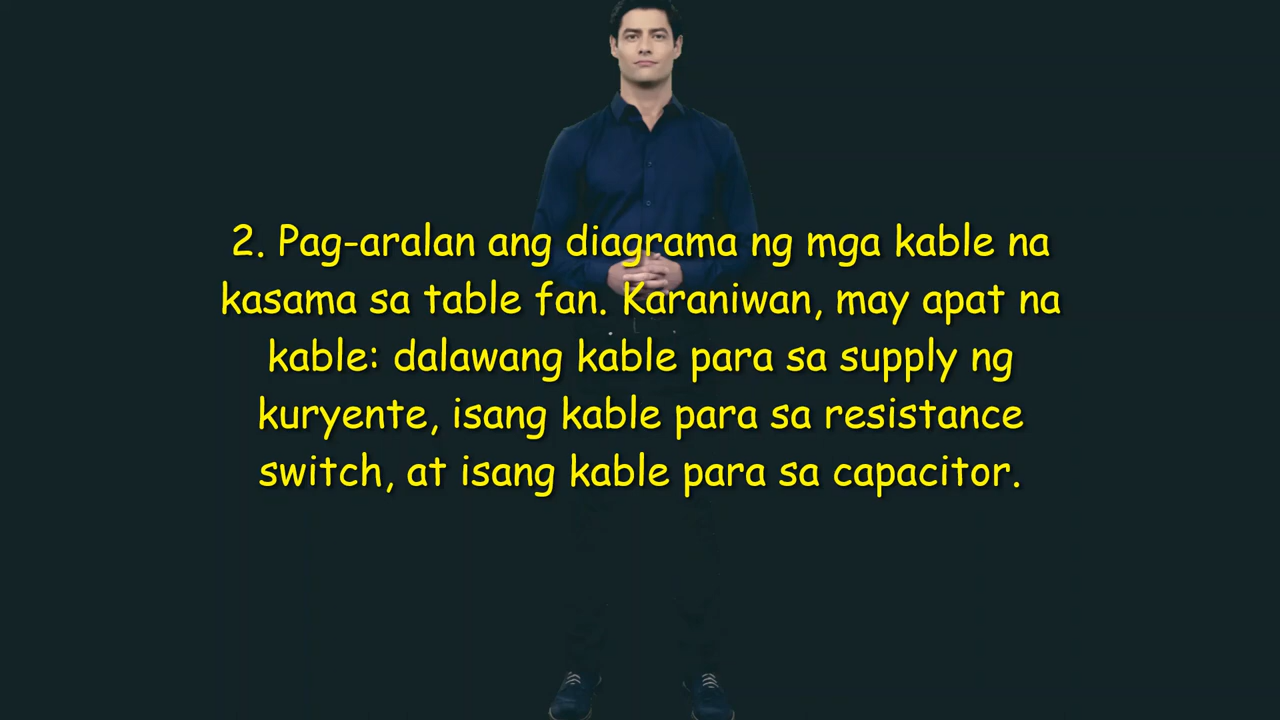 2. Pag-aralan ang diagrama ng mga kable na
kasama sa table fan. Karaniwan, may apat na
kable: dalawang kable para sa supply ng
kuryente, isang kable para sa resistance
switch, at isang kable para sa capacitor.